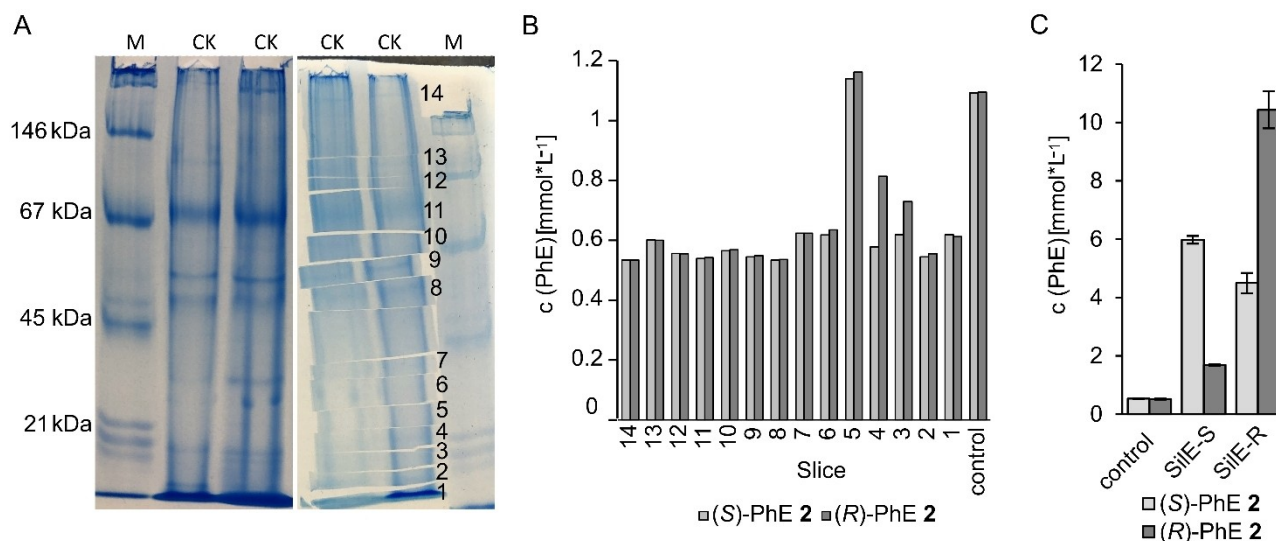 A
M CK CK CK CK M
146 kDa
67 kDa
45 kDa
21 kDa
14
13
12
11
10
9
8
7
6
5
4
3
2
1
B
c (PhE) [mmol*L⁻¹]
1.2
1
0.8
0.6
0.4
0.2
0
14 13 12 11 10 9 8 7 6 5 4 3 2 1 control
Slice
(S)-PhE 2 (R)-PhE 2
C
c (PhE) [mmol*L⁻¹]
12
10
8
6
4
2
0
control SilE-S SilE-R
(S)-PhE 2
(R)-PhE 2